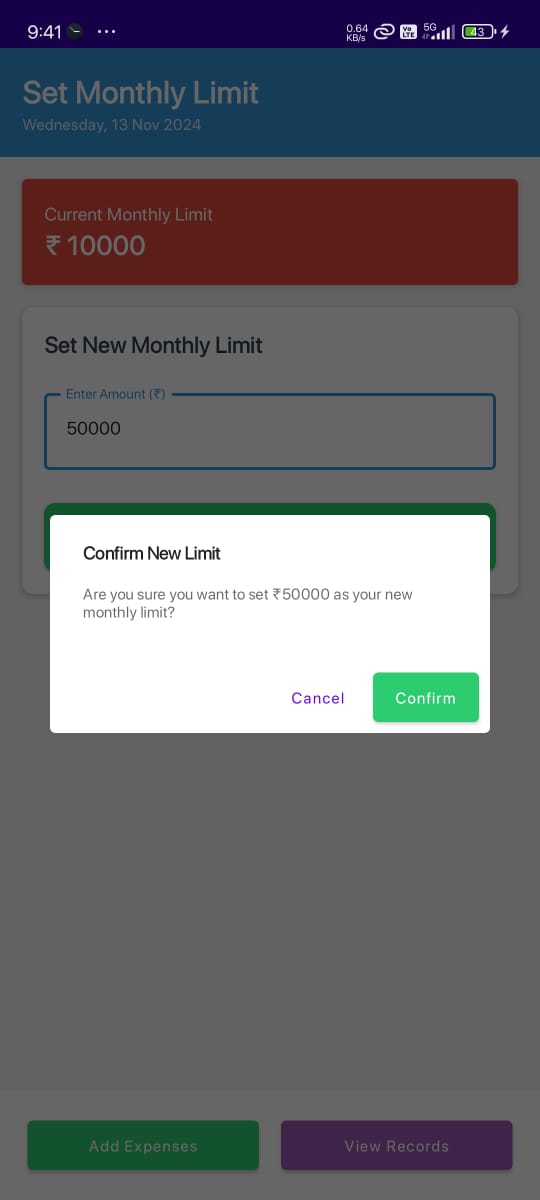 9:41
0.64
KB/s
Vo
LTE
5G
43
Set Monthly Limit
Wednesday, 13 Nov 2024
Current Monthly Limit
₹ 10000
Set New Monthly Limit
Enter Amount (₹)
50000
Confirm New Limit
Are you sure you want to set ₹50000 as your new
monthly limit?
Cancel
Confirm
Add Expenses
View Records